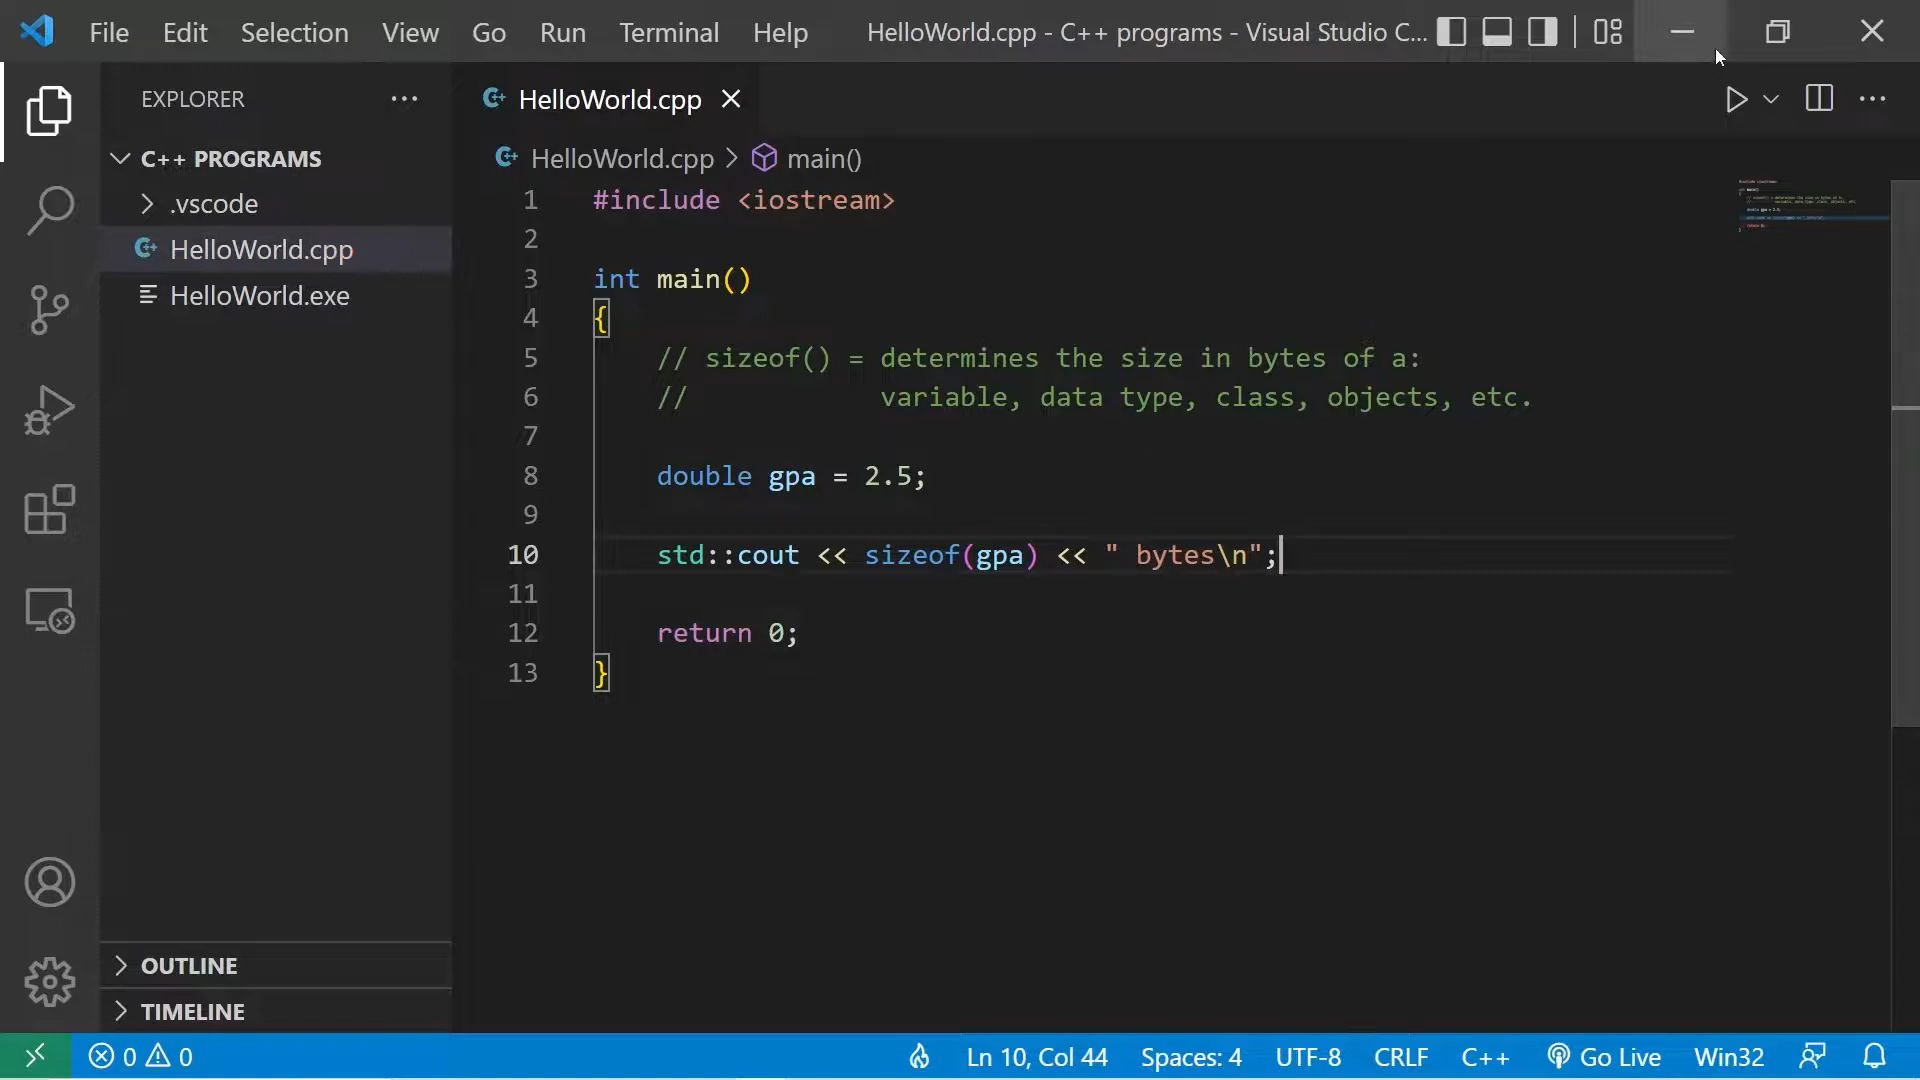 File Edit Selection View Go Run Terminal Help HelloWorld.cpp - C++ programs - Visual Studio C...
EXPLORER
C++ PROGRAMS
.vscode
HelloWorld.cpp
HelloWorld.exe
OUTLINE
TIMELINE
HelloWorld.cpp
HelloWorld.cpp > main()
1 #include <iostream>
2
3 int main()
4 {
5 // sizeof() = determines the size in bytes of a:
6 // variable, data type, class, objects, etc.
7
8 double gpa = 2.5;
9
10 std::cout << sizeof(gpa) << " bytes\n";
11
12 return 0;
13 }
0 0 Ln 10, Col 44 Spaces: 4 UTF-8 CRLF C++ Go Live Win32